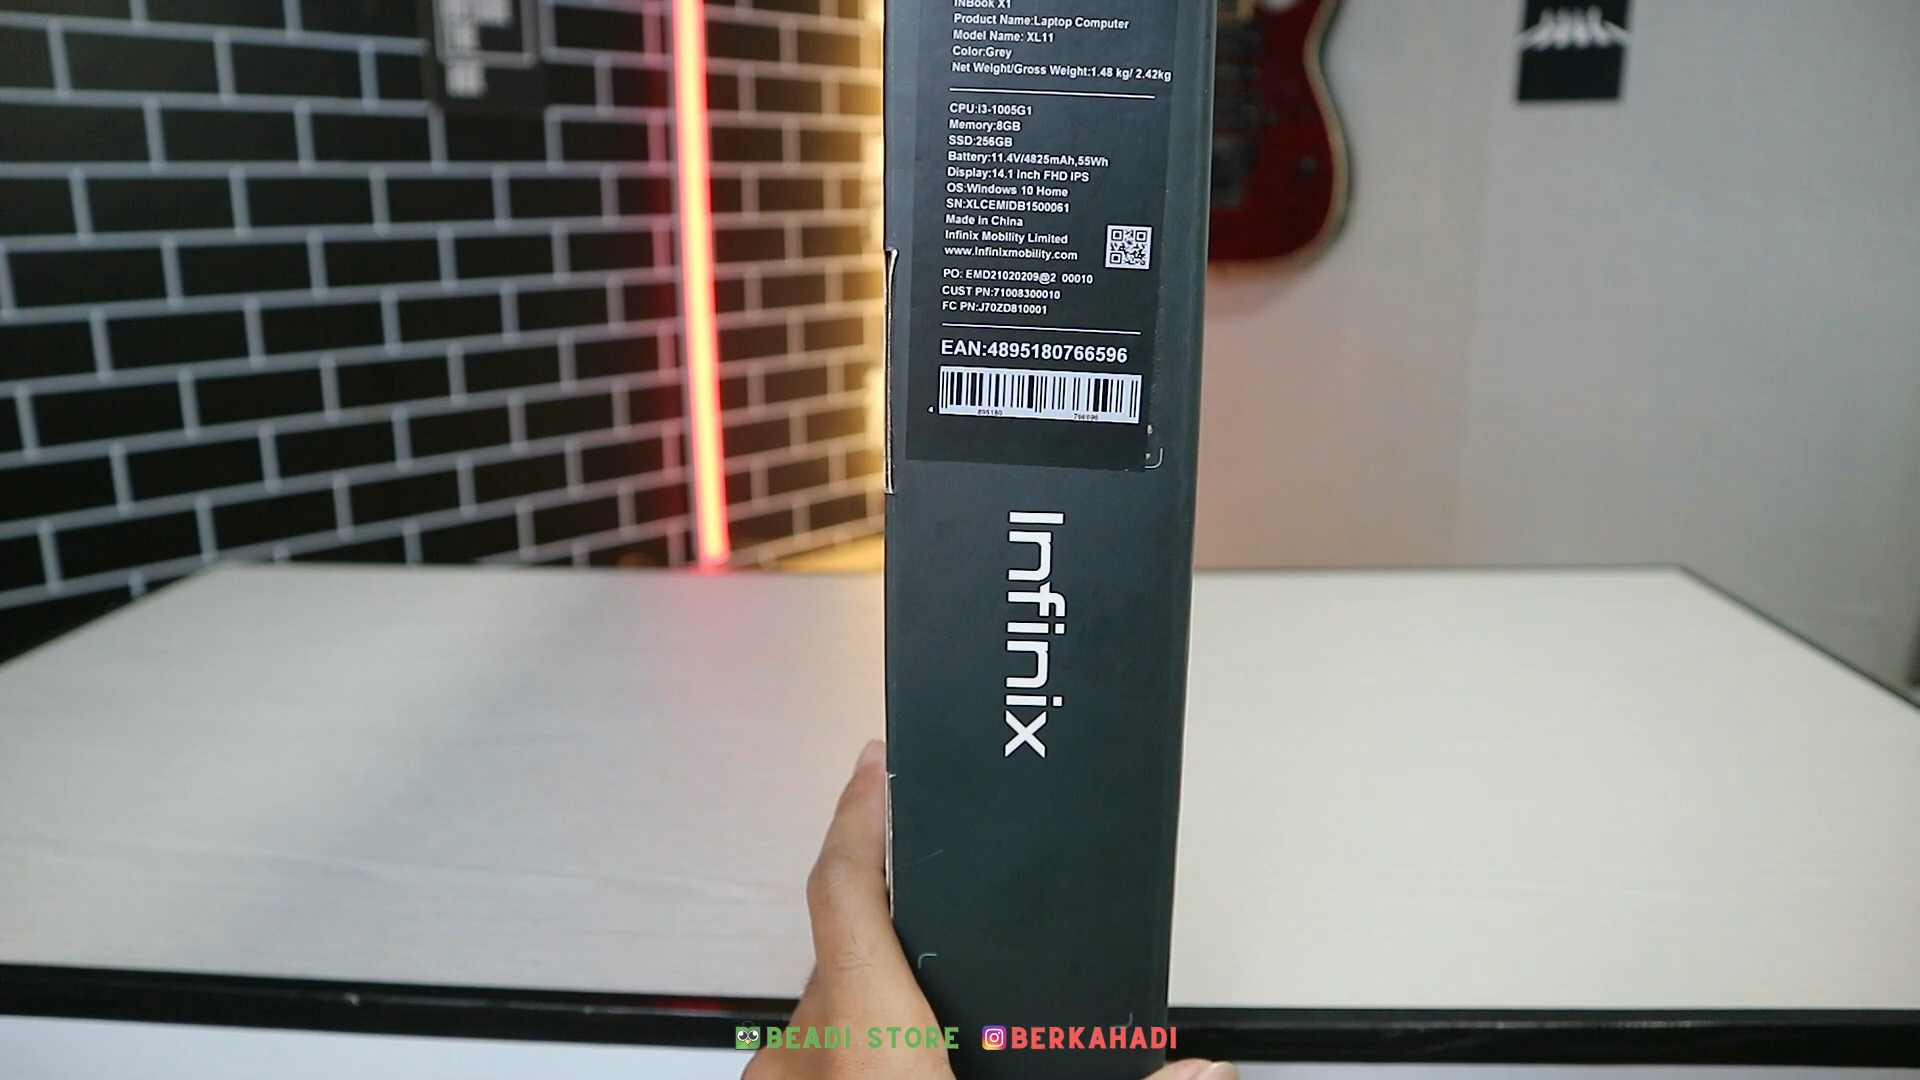 INBook X1
Product Name:Laptop Computer
Model Name: XL11
Color:Grey
Net Weight/Gross Weight:1.48 kg/ 2.42kg
CPU:i3-1005G1
Memory:8GB
SSD:256GB
Battery:11.4V/4825mAh,55Wh
Display:14.1 inch FHD IPS
OS:Windows 10 Home
SN:XLCEMIDB1500061
Made in China
Infinix Mobility Limited
www.infinixmobility.com
PO: EMD21020209@2 00010
CUST PN:71008300010
FC PN:J70ZD810001
EAN:4895180766596
4 895180 766596
Infinix
BEADI STORE BERKAHADI